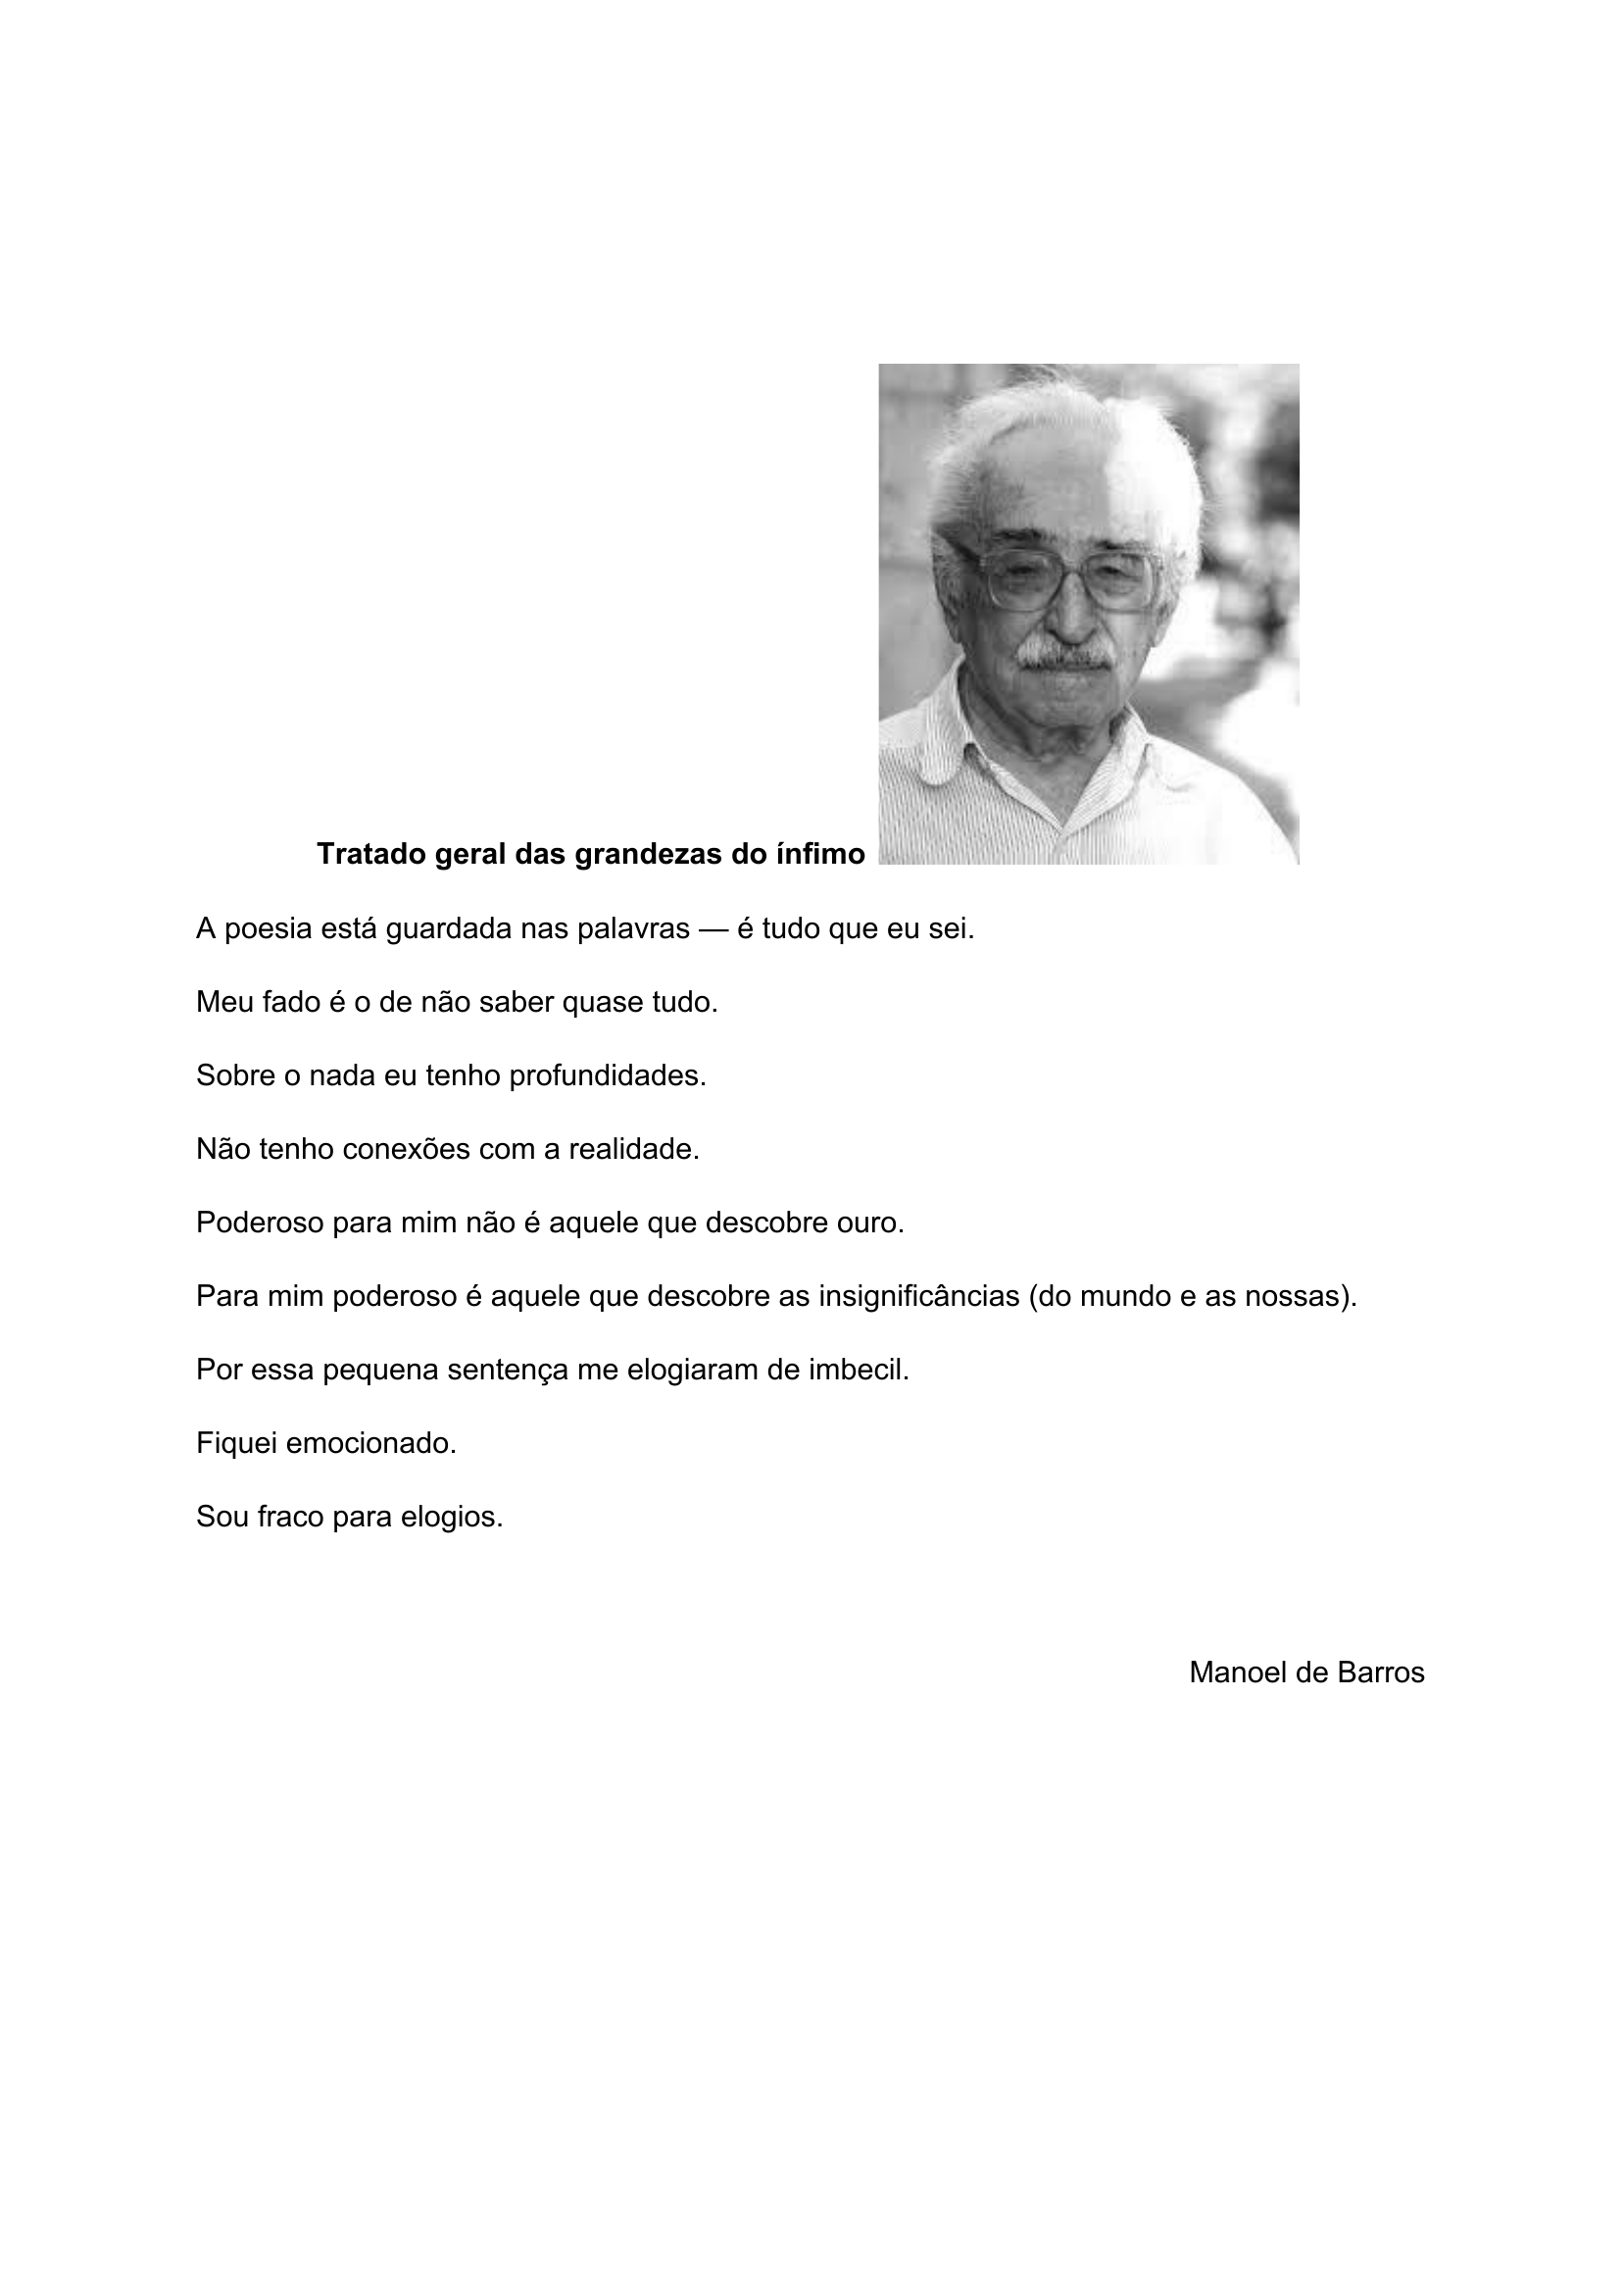 Tratado geral das grandezas do ínfimo
A poesia está guardada nas palavras — é tudo que eu sei.
Meu fado é o de não saber quase tudo.
Sobre o nada eu tenho profundidades.
Não tenho conexões com a realidade.
Poderoso para mim não é aquele que descobre ouro.
Para mim poderoso é aquele que descobre as insignificâncias (do mundo e as nossas).
Por essa pequena sentença me elogiaram de imbecil.
Fiquei emocionado.
Sou fraco para elogios.
Manoel de Barros